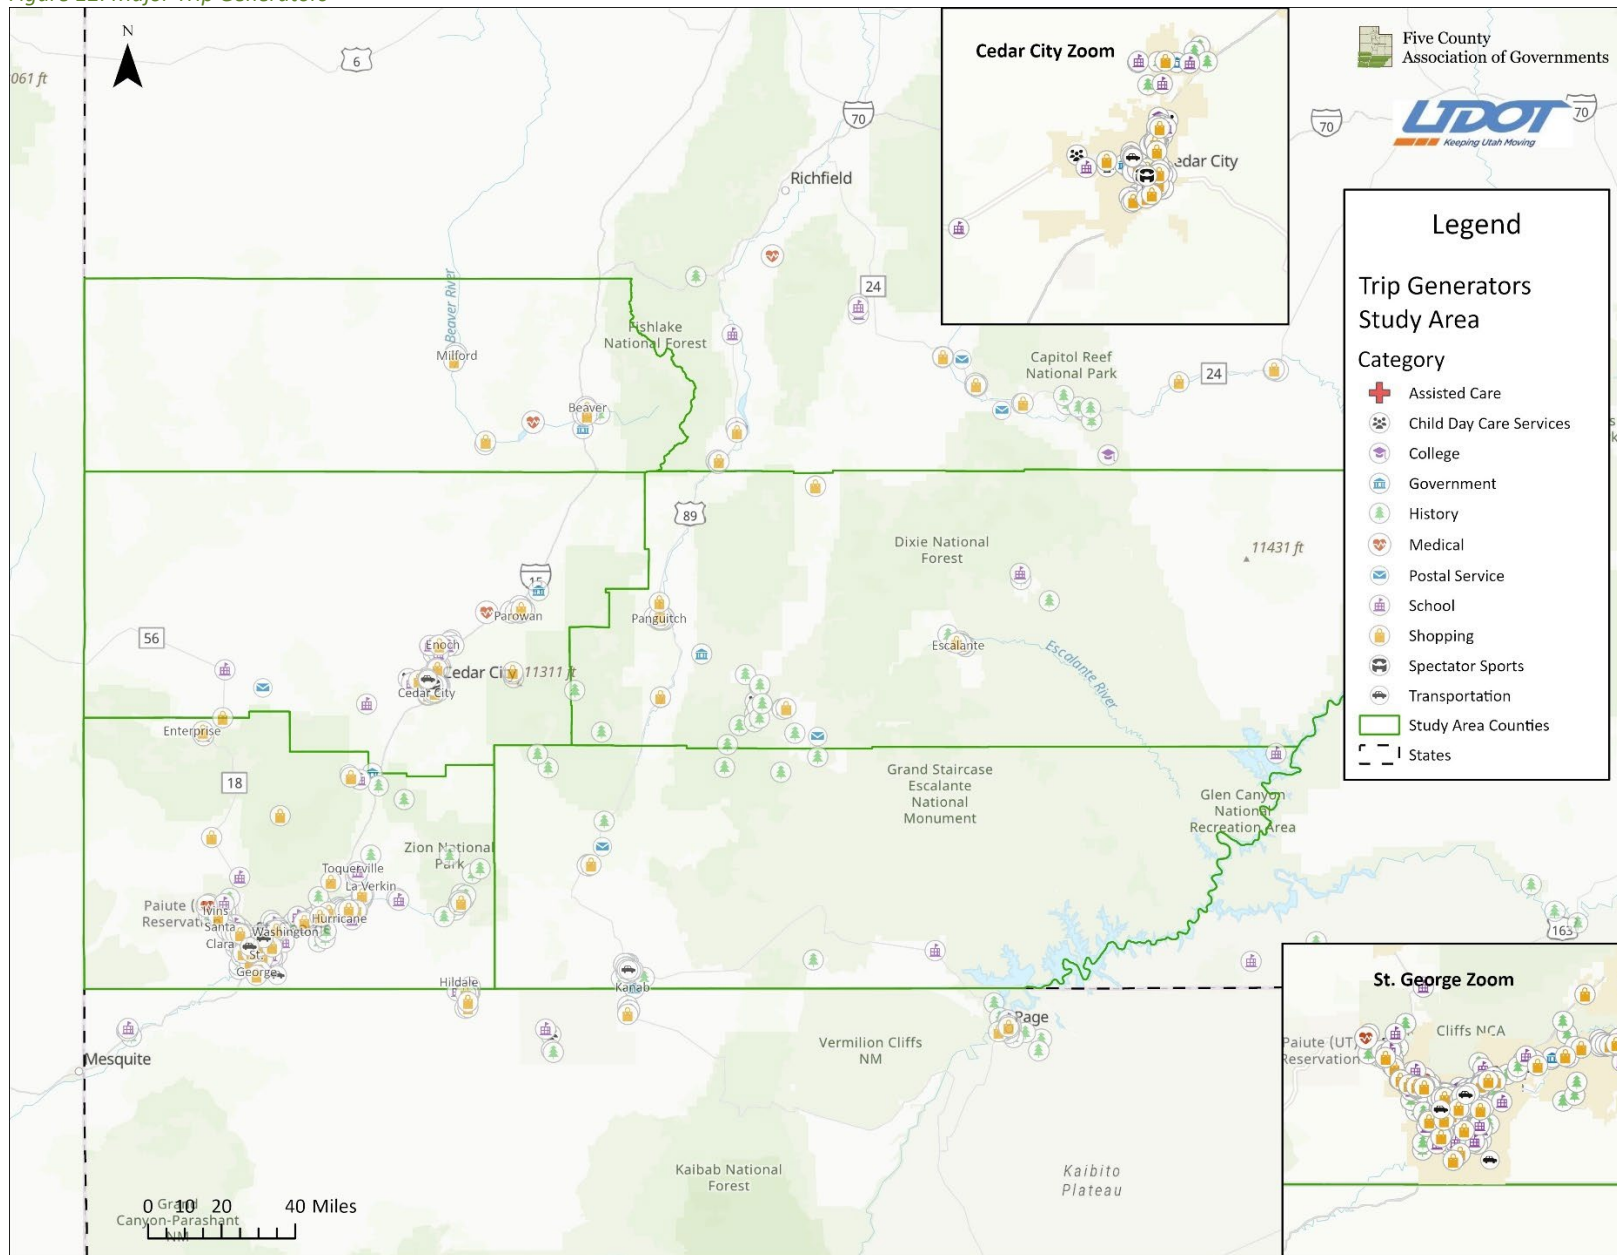 Figure 22: Major Trip Generators
N
061 ft
6
70
Richfield
24
Beaver River
Fishlake
National Forest
Milford
Beaver
Capitol Reef
National Park
24
89
Dixie National
Forest
11431 ft
15
Parowan
Panguitch
56
Enoch
Cedar City
11311 ft
Cedar City
Escalante
Escalante River
Enterprise
18
Grand Staircase
Escalante
National
Monument
Glen Canyon
National
Recreation Area
Zion National
Park
Toquerville
La Verkin
Paiute (
Reservat
Ivins
Santa
Clara
Hurricane
Washington
St.
George
Hildale
Kanab
163
Page
Mesquite
Vermilion Cliffs
NM
Kaibab National
Forest
Kaibito
Plateau
Grand
Canyon-Parashant
NM
0 10 20 40 Miles
Cedar City Zoom
edar City
Five County
Association of Governments
70
70
UDOT
Keeping Utah Moving
Legend
Trip Generators
Study Area
Category
Assisted Care
Child Day Care Services
College
Government
History
Medical
Postal Service
School
Shopping
Spectator Sports
Transportation
Study Area Counties
States
St. George Zoom
Paiute (UT)
Reservation
Cliffs NCA